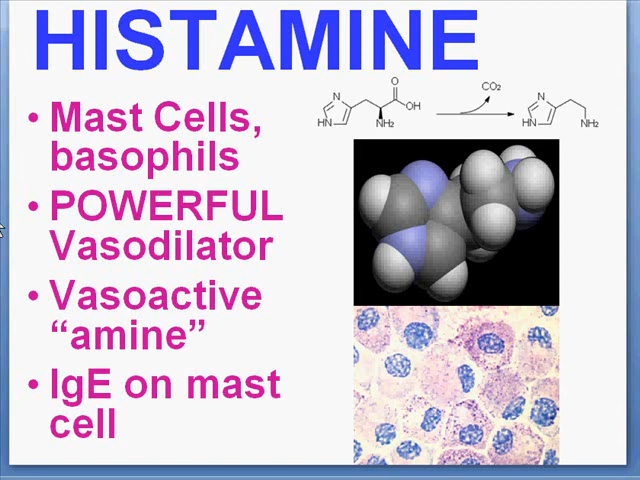 HISTAMINE
• Mast Cells,
basophils
• POWERFUL
Vasodilator
• Vasoactive
“amine”
• IgE on mast
cell
N
HN
O
OH
NH₂
CO₂
N
HN
NH₂